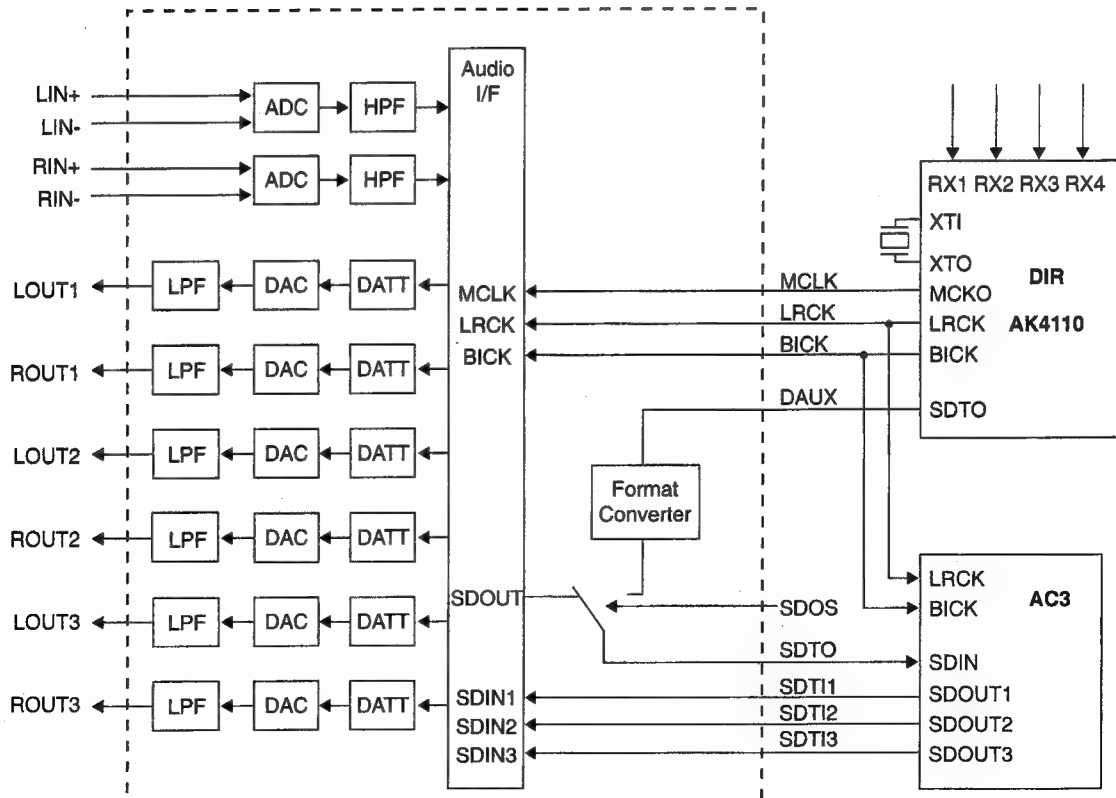 Audio
I/F
LIN+
LIN-
ADC
HPF
RIN+
RIN-
ADC
HPF
RX1 RX2 RX3 RX4
XTI
XTO
DIR
MCKO
LRCK
AK4110
BICK
SDTO
LOUT1
LPF
DAC
DATT
MCLK
LRCK
BICK
MCLK
LRCK
BICK
DAUX
ROUT1
LPF
DAC
DATT
LOUT2
LPF
DAC
DATT
Format
Converter
ROUT2
LPF
DAC
DATT
SDOUT
SDOS
SDTO
LRCK
BICK
AC3
SDIN
SDOUT1
SDOUT2
SDOUT3
LOUT3
LPF
DAC
DATT
ROUT3
LPF
DAC
DATT
SDIN1
SDIN2
SDIN3
SDTI1
SDTI2
SDTI3